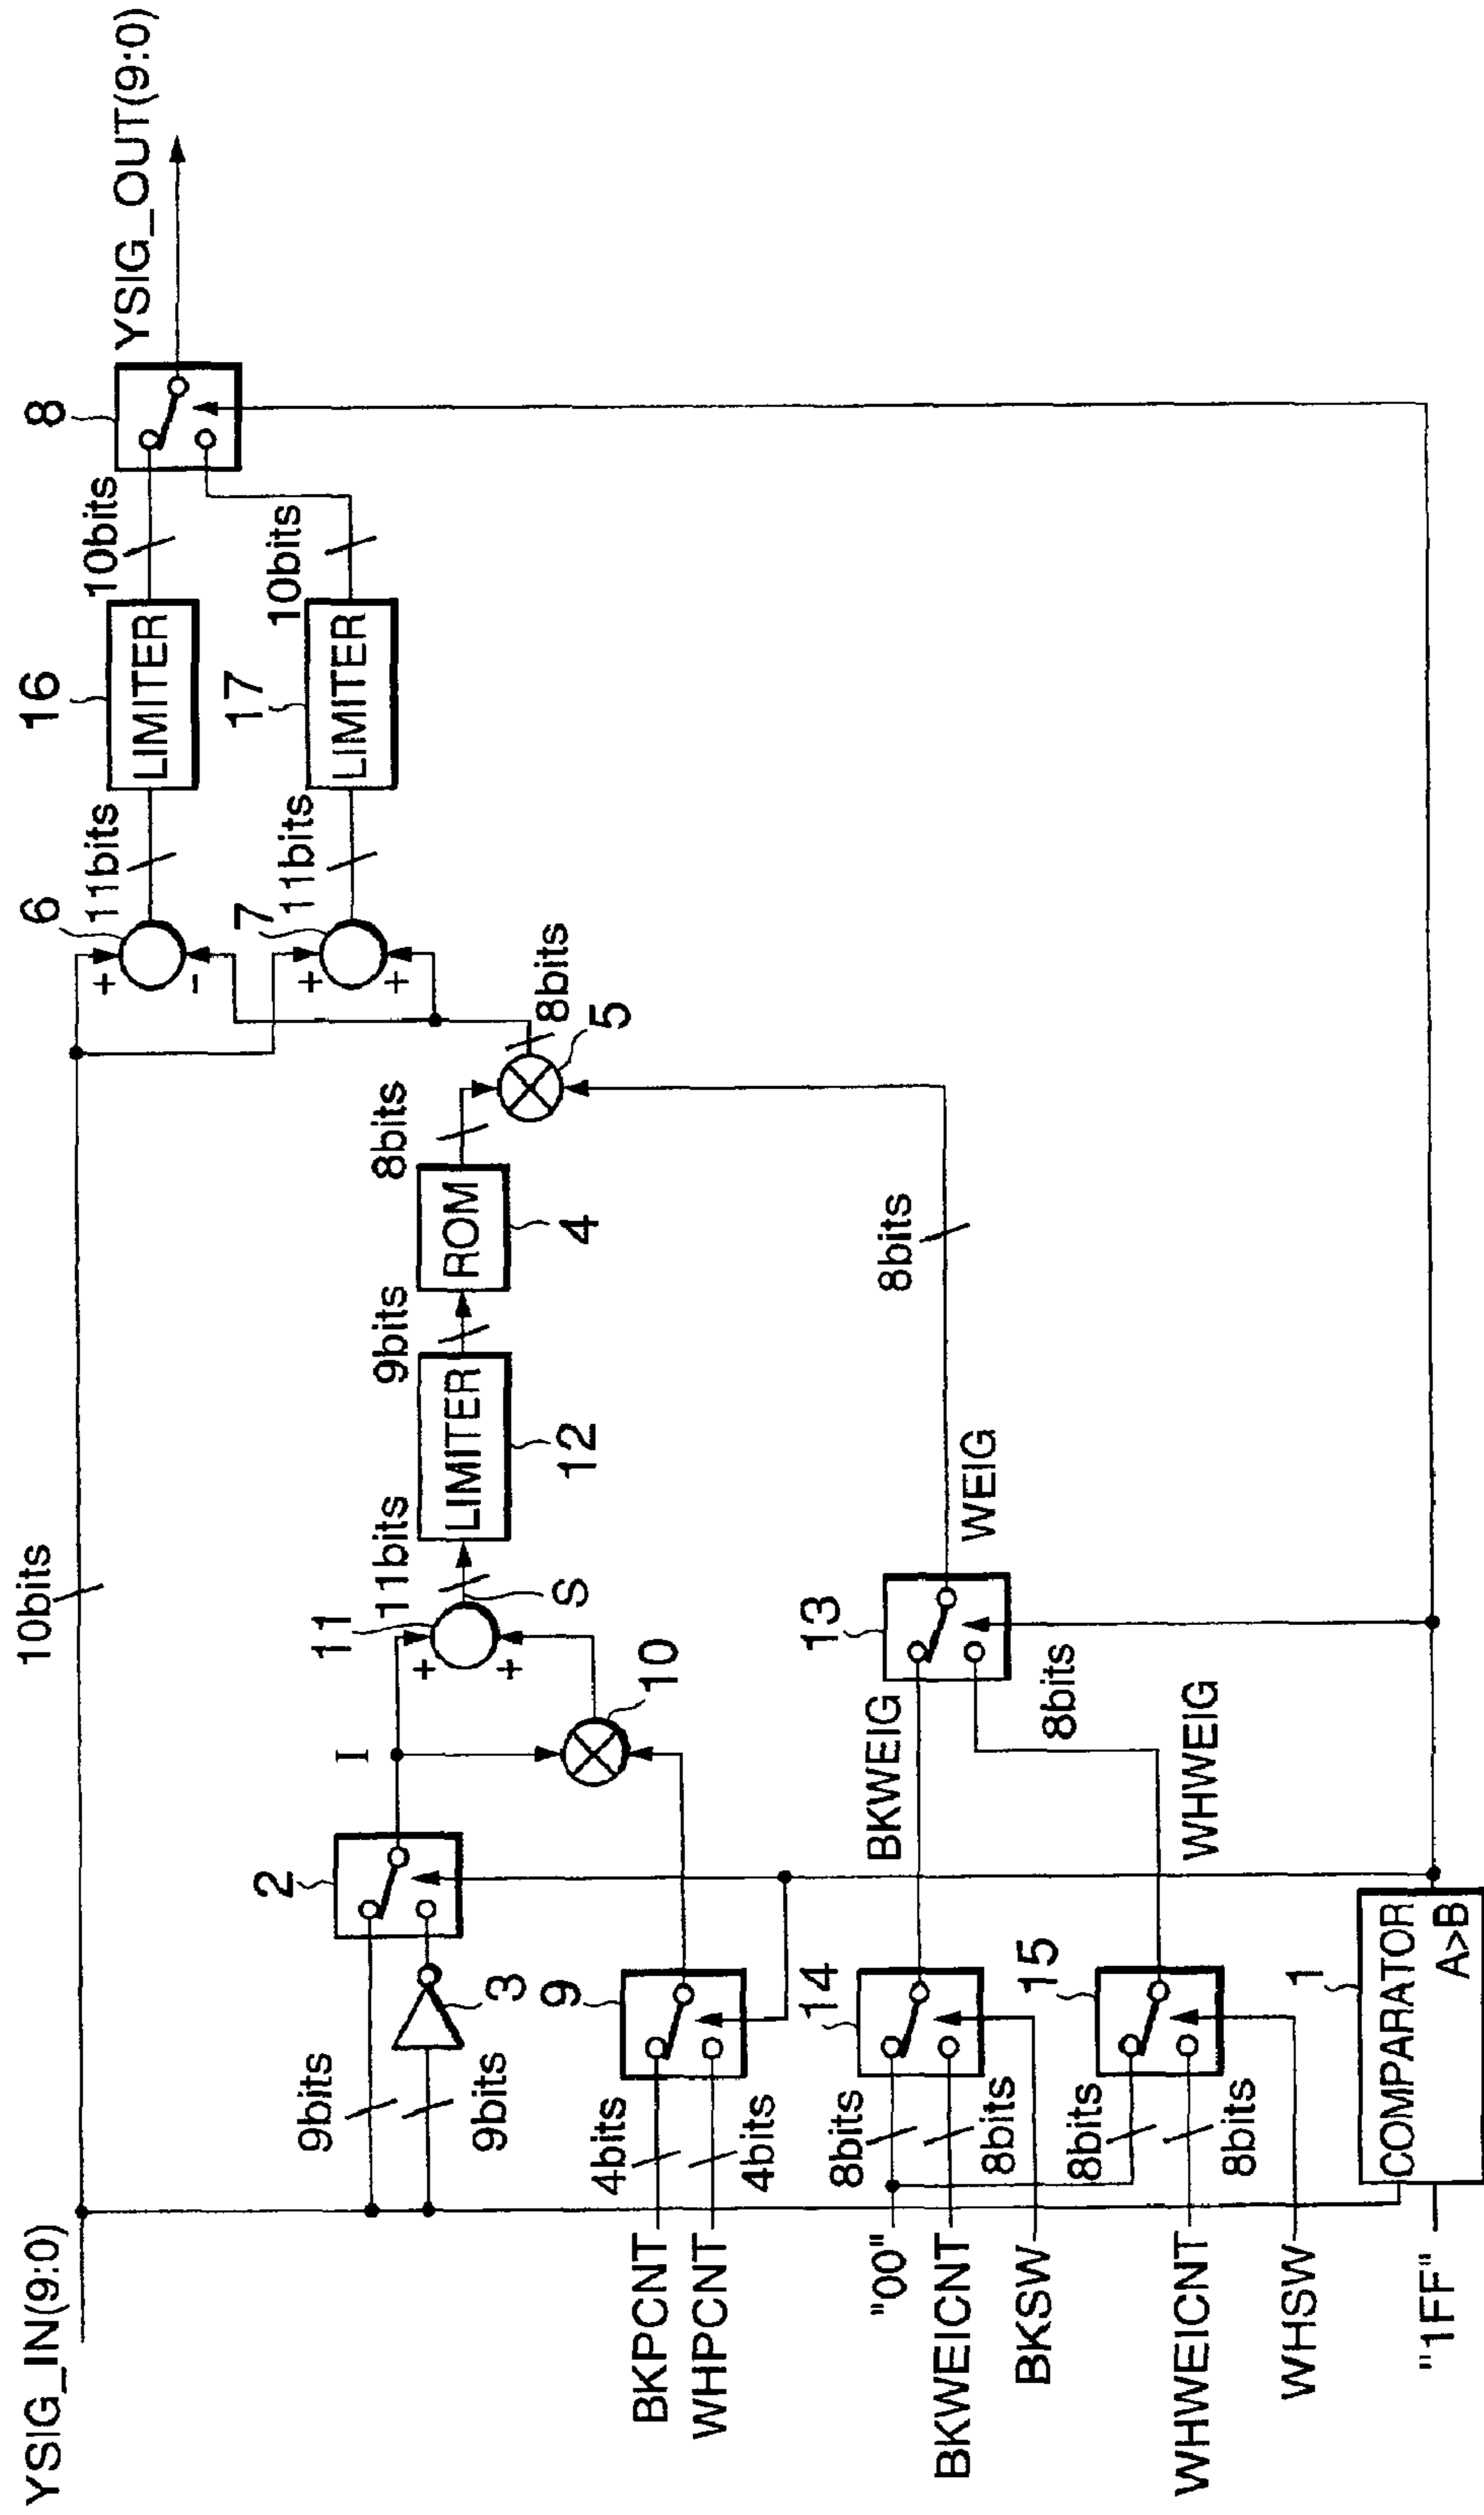 YSIG_IN(9:0)
10bits
YSIG_OUT(9:0)
8
16
LIMITER
11bits
10bits
6
+
-
17
LIMITER
11bits
10bits
7
+
+
8bits
5
2
9bits
3
9bits
I
11
+
+
11bits
S
10
LIMITER
12
9bits
ROM
4
8bits
BKPCNT
WHPCNT
4bits
4bits
9
"00"
BKWEICNT
BKSW
8bits
8bits
14
BKWEIG
13
WEIG
8bits
WHWEICNT
WHSW
8bits
8bits
15
WHWEIG
8bits
"1FF"
COMPARATOR
A>B
1